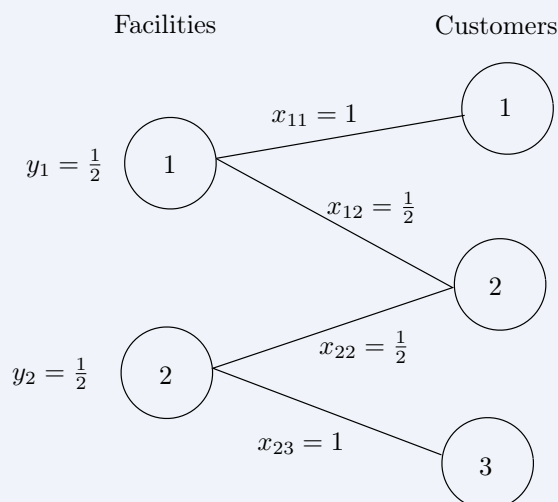 Facilities Customers
x₁₁ = 1
1
y₁ = 1/2
1
x₁₂ = 1/2
2
x₂₂ = 1/2
y₂ = 1/2
2
x₂₃ = 1
3